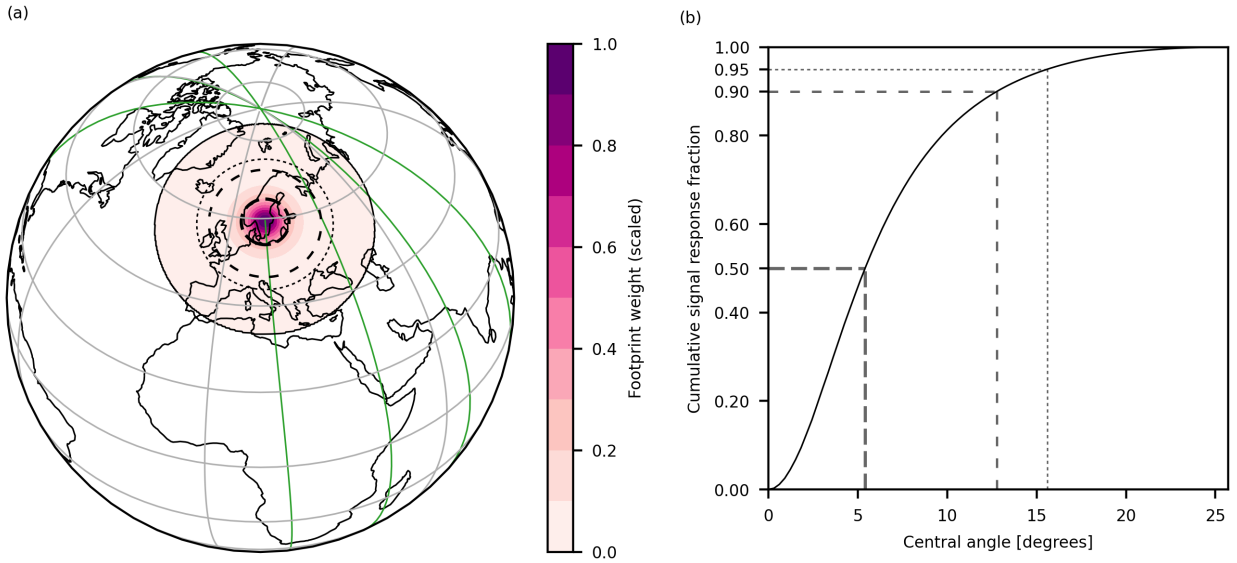 (a)
1.0
0.8
0.6
0.4
0.2
0.0
Footprint weight (scaled)
(b)
1.00
0.95
0.90
0.80
0.60
0.50
0.40
0.20
0.00
Cumulative signal response fraction
0 5 10 15 20 25
Central angle [degrees]